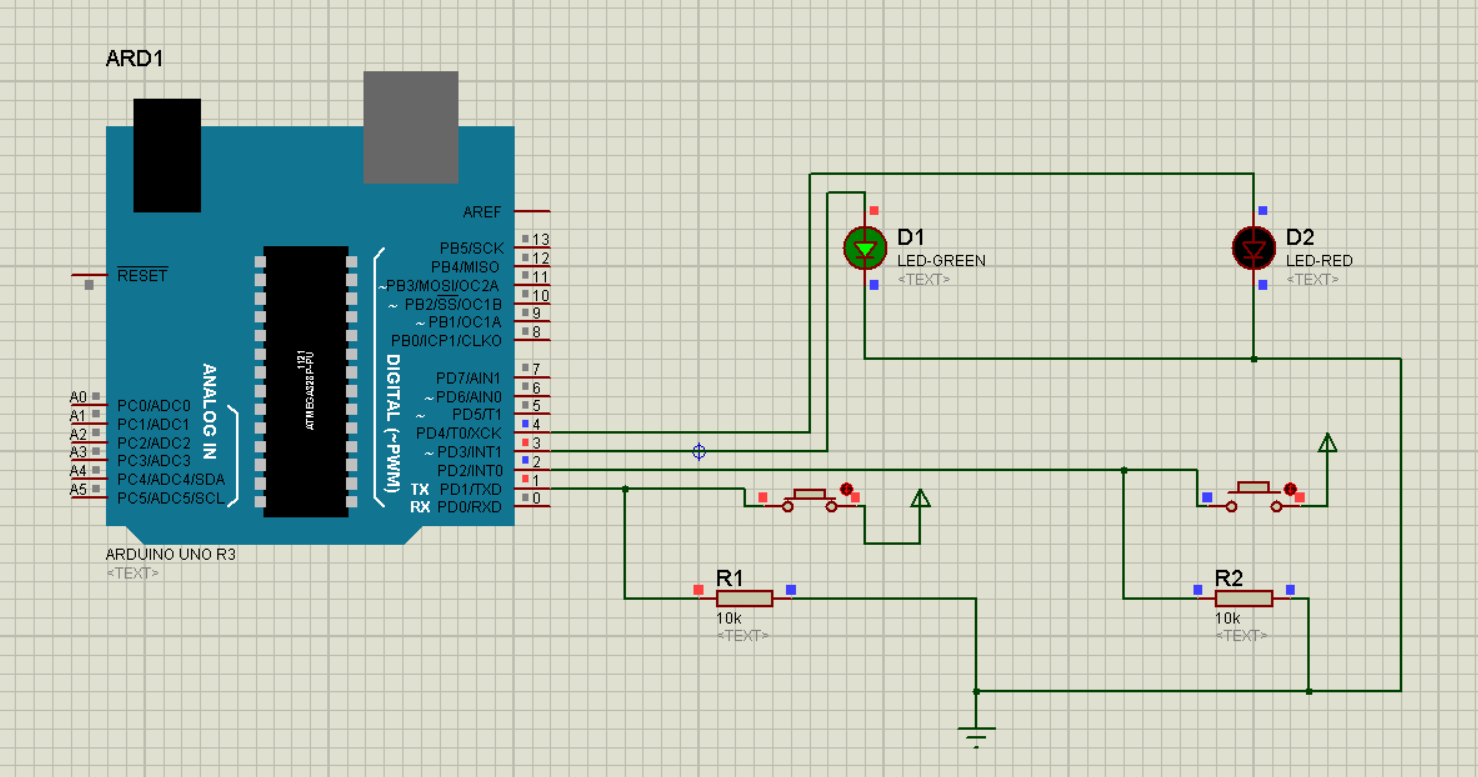 ARD1
AREF
13
PB5/SCK
12
PB4/MISO
RESET
11
~PB3/MOSI/OC2A
10
~ PB2/SS/OC1B
9
~ PB1/OC1A
8
PB0/ICP1/CLKO
1121
ATMEGA328P-PU
DIGITAL (~PWM)
ANALOG IN
7
PD7/AIN1
6
~ PD6/AIN0
5
~ PD5/T1
4
PD4/T0/XCK
3
~ PD3/INT1
2
PD2/INT0
1
TX PD1/TXD
0
RX PD0/RXD
A0 PC0/ADC0
A1 PC1/ADC1
A2 PC2/ADC2
A3 PC3/ADC3
A4 PC4/ADC4/SDA
A5 PC5/ADC5/SCL
ARDUINO UNO R3
<TEXT>
D1
LED-GREEN
<TEXT>
D2
LED-RED
<TEXT>
R1
10k
<TEXT>
R2
10k
<TEXT>